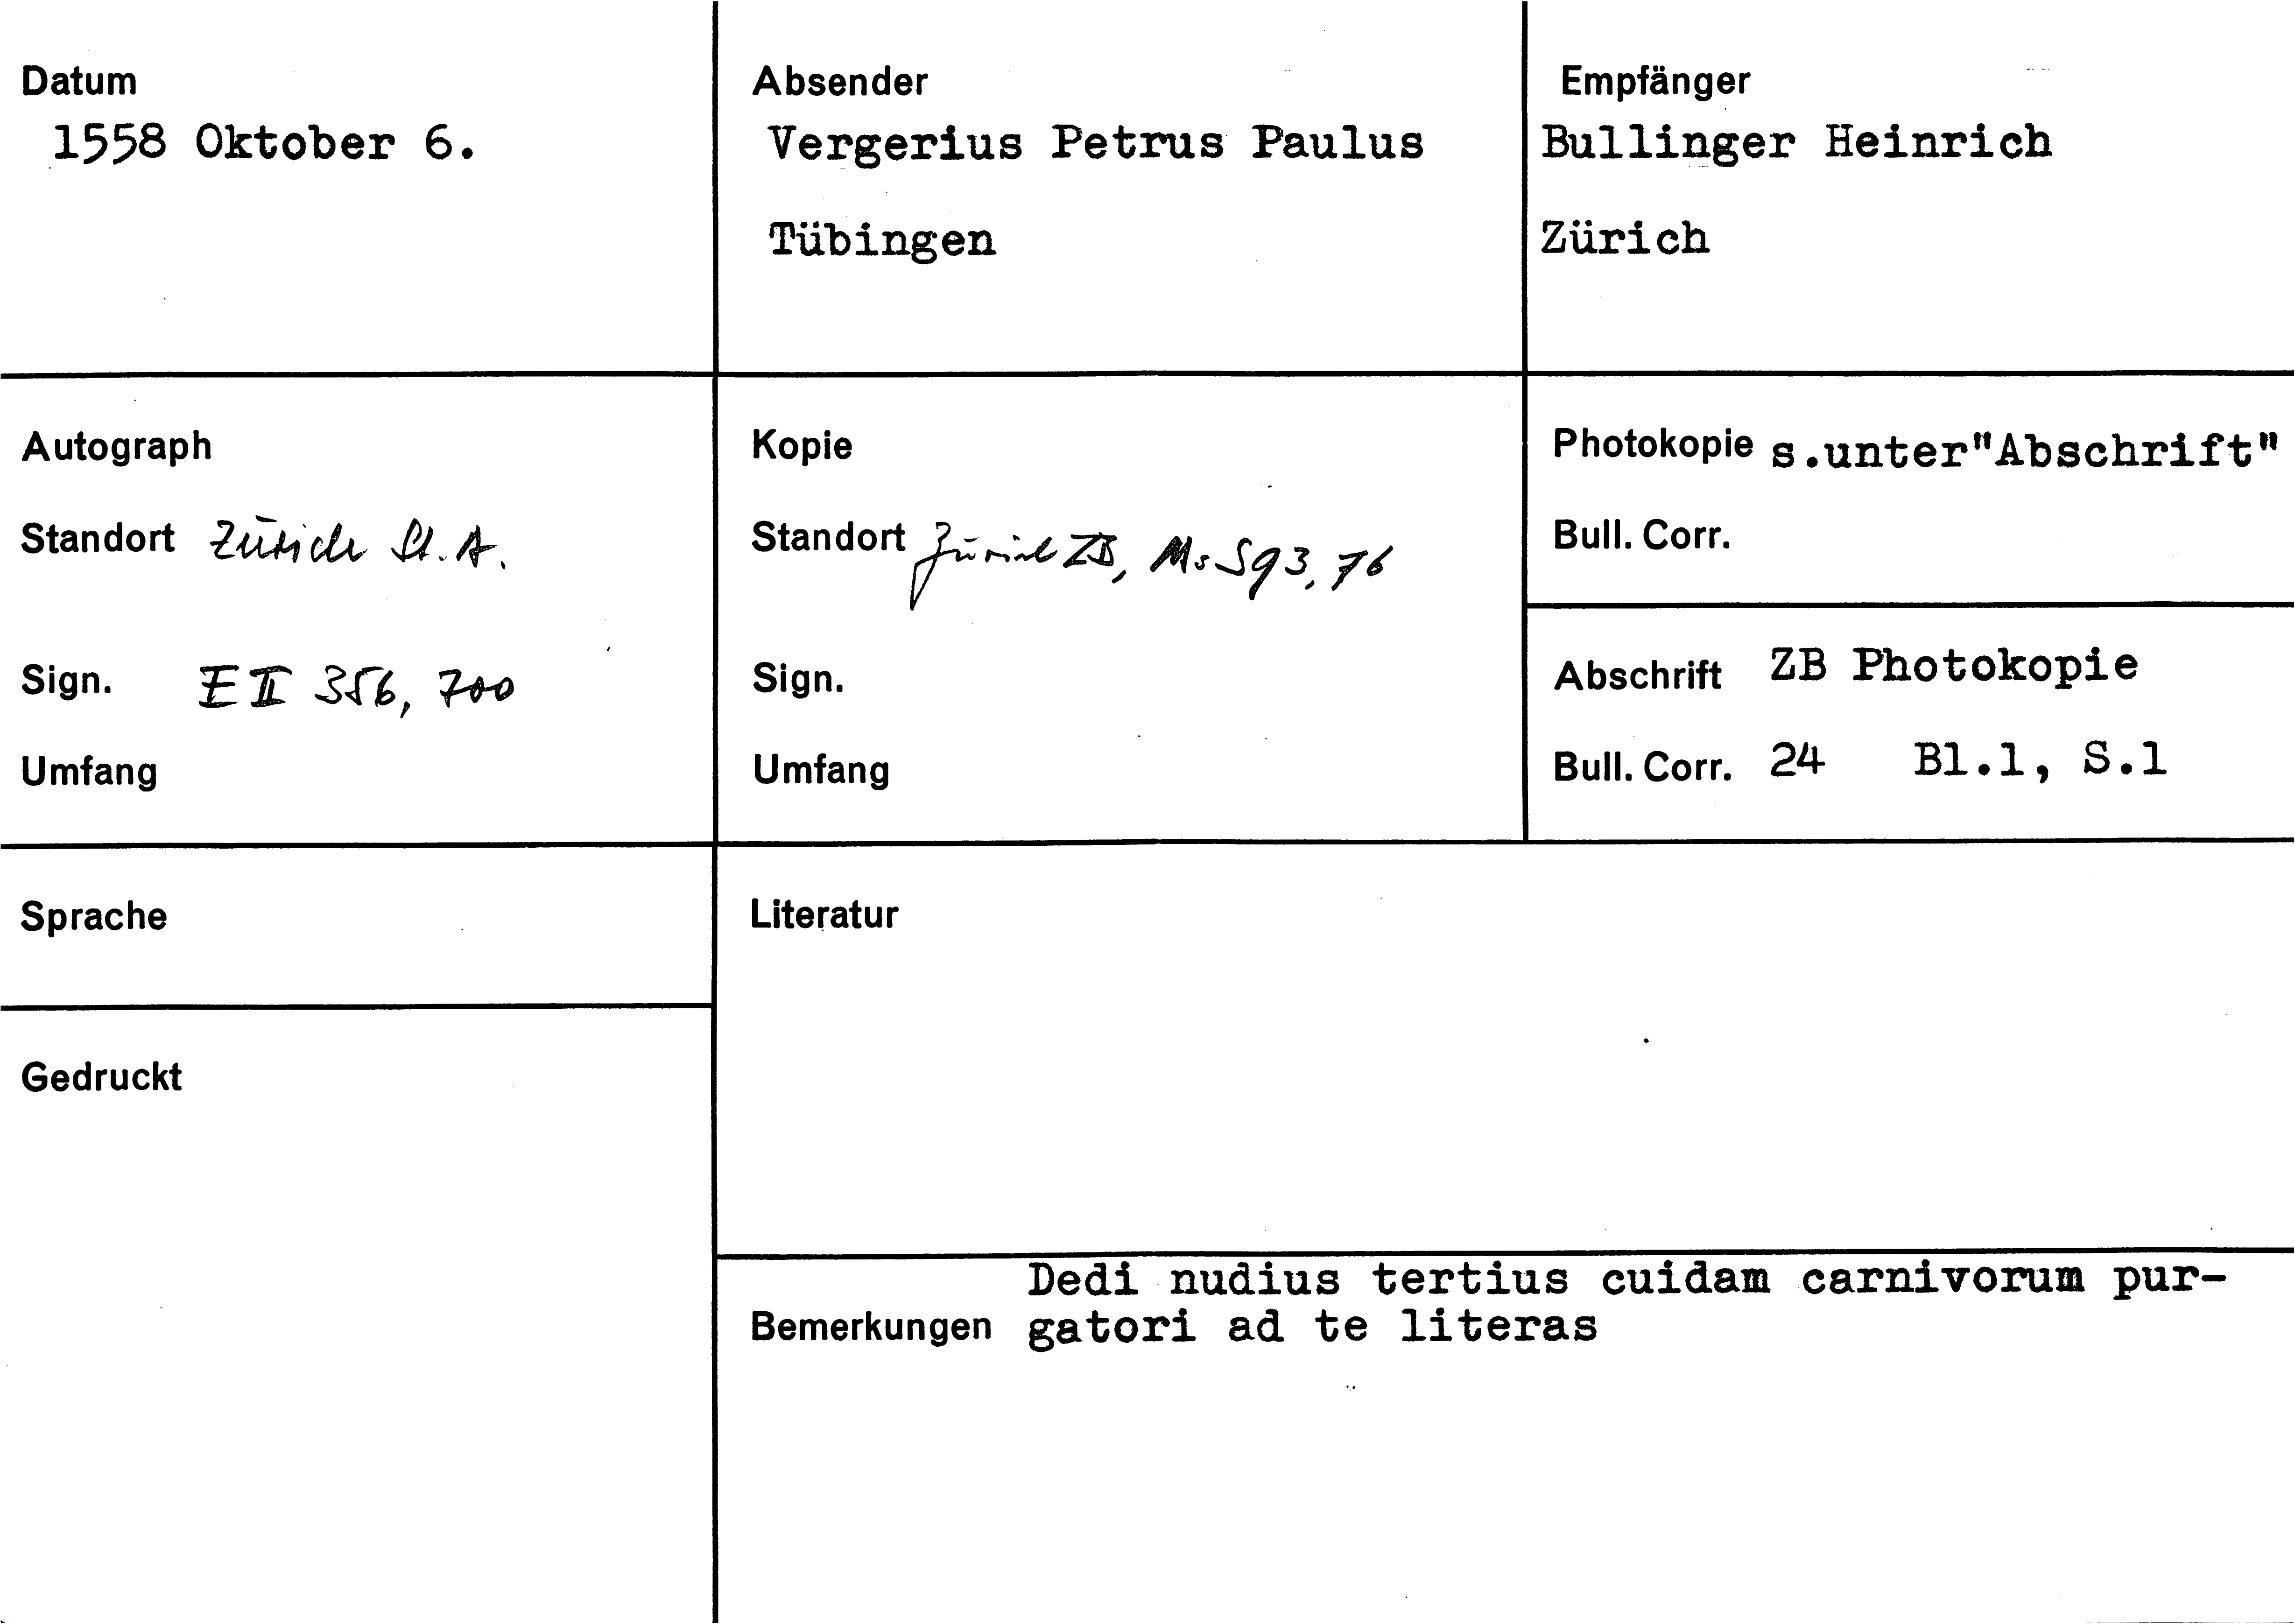 Datum
1558 Oktober 6.
Absender
Vergerius Petrus Paulus
Tübingen
Empfänger
Bullinger Heinrich
Zürich
Autograph
Standort Zürich St. A.
Sign. E II 356, 700
Umfang
Kopie
Standort Zürich ZB, Ms S 93, 76
Sign.
Umfang
Photokopie s.unter"Abschrift"
Bull. Corr.
Abschrift ZB Photokopie
Bull. Corr. 24 Bl.1, S.1
Sprache
Gedruckt
Literatur
Dedi nudius tertius cuidam carnivorum pur-
Bemerkungen gatori ad te literas